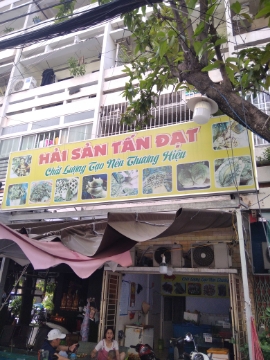 HẢI SẢN TẤN ĐẠT
Chất Lượng Tạo Nên Thương Hiệu